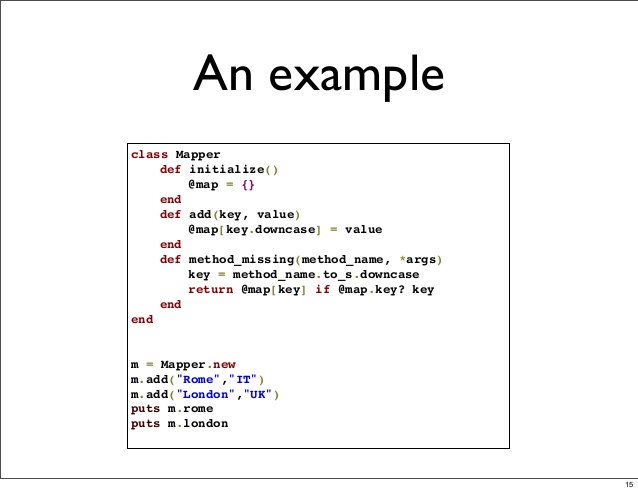 An example
class Mapper
    def initialize()
        @map = {}
    end
    def add(key, value)
        @map[key.downcase] = value
    end
    def method_missing(method_name, *args)
        key = method_name.to_s.downcase
        return @map[key] if @map.key? key
    end
end
m = Mapper.new
m.add("Rome","IT")
m.add("London","UK")
puts m.rome
puts m.london
15